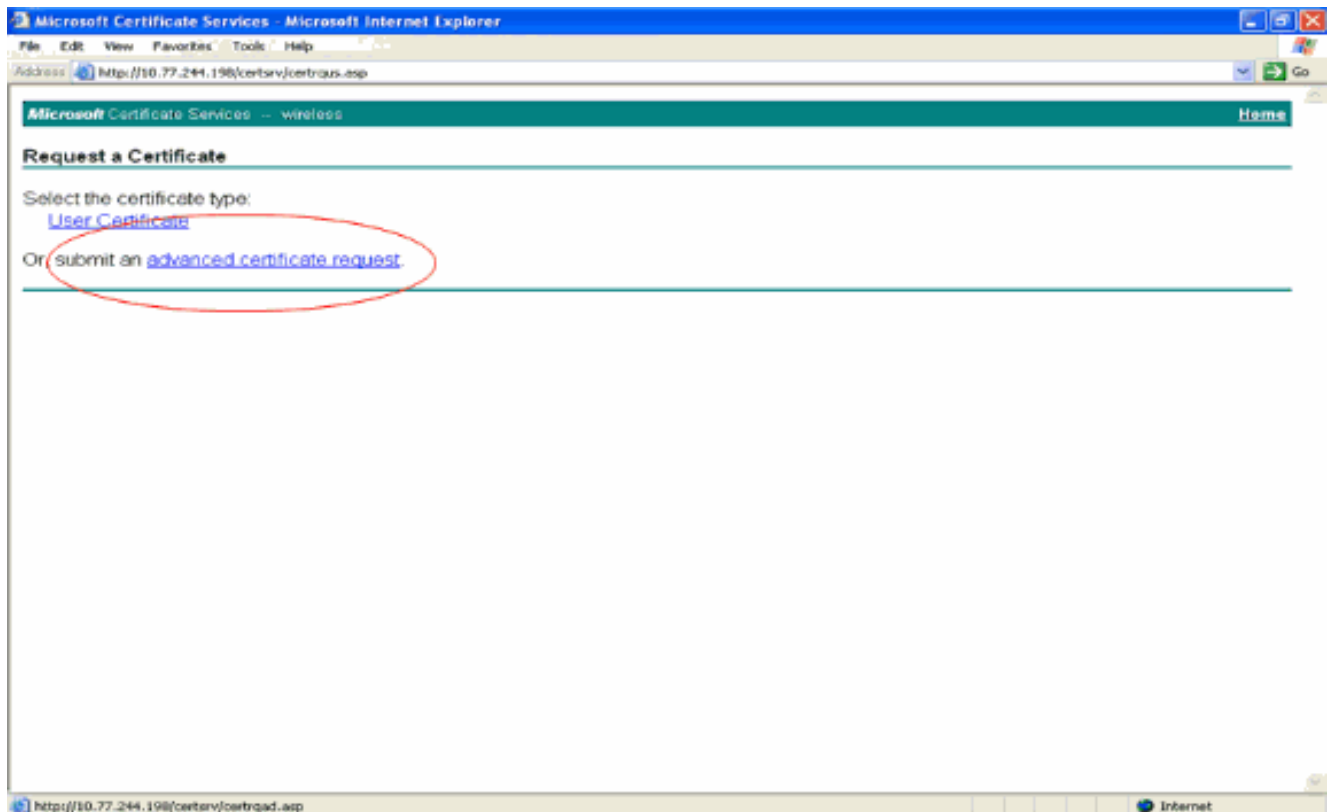 Microsoft Certificate Services - Microsoft Internet Explorer
File Edit View Favorites Tools Help
Address http://10.77.244.198/certsrv/certrqus.asp Go
Microsoft Certificate Services -- wireless Home
Request a Certificate
Select the certificate type:
User Certificate
Or, submit an advanced certificate request.
http://10.77.244.198/certsrv/certrqad.asp Internet